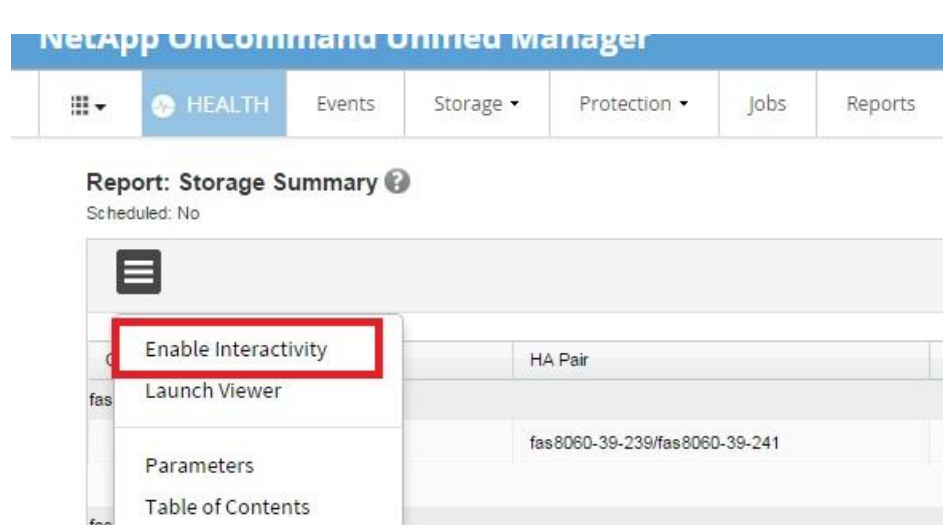 NetApp OnCommand Unified Manager
HEALTH Events Storage Protection Jobs Reports
Report: Storage Summary ?
Scheduled: No
Enable Interactivity
HA Pair
Launch Viewer
fas
fas8060-39-239/fas8060-39-241
Parameters
Table of Contents